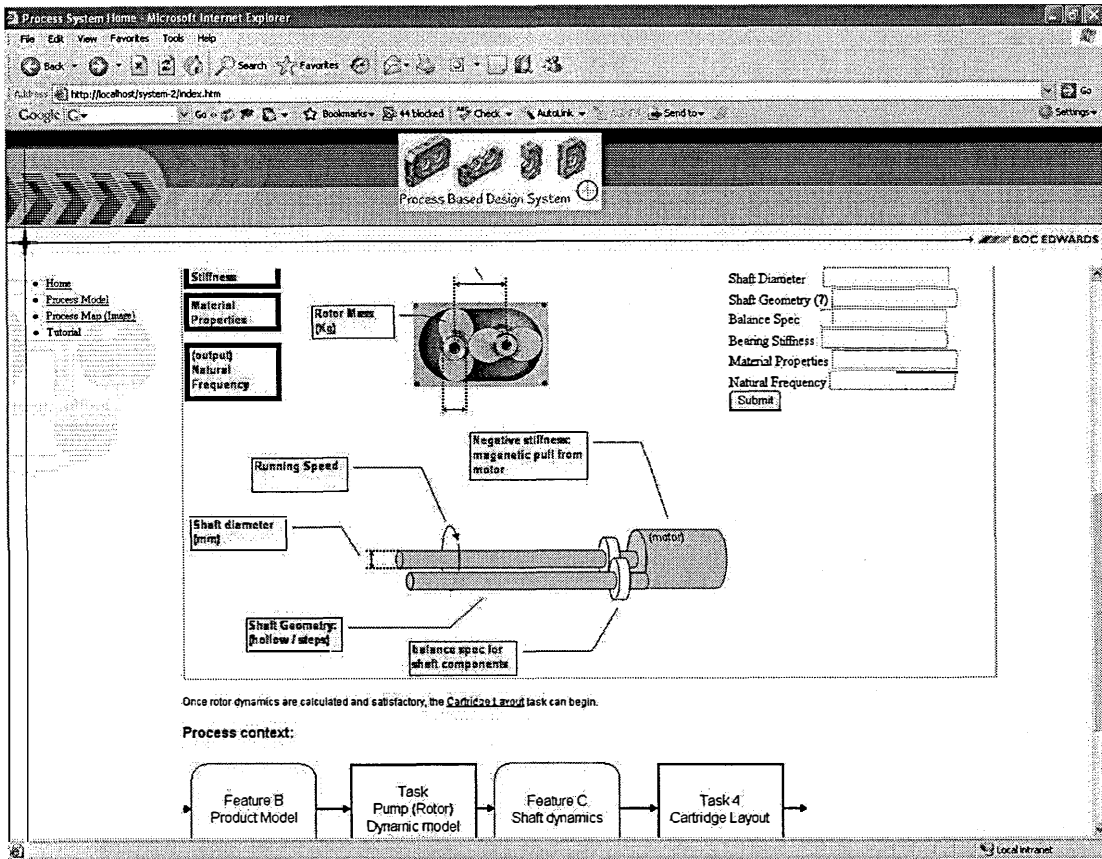 Process System Home - Microsoft Internet Explorer
File Edit View Favorites Tools Help
Back Search Favorites
Address http://localhost/system-2/index.htm Go
Google G Go Bookmarks 44 blocked Check AutoLink Send to Settings
Process Based Design System
BOC EDWARDS
Home
Process Model
Process Map (Image)
Tutorial
Stiffness
Material
Properties
(output)
Natural
Frequency
Rotor Mass
(Kg)
Shaft Diameter
Shaft Geometry (?)
Balance Spec
Bearing Stiffness
Material Properties
Natural Frequency
Submit
Negative stiffness:
magenetic pull from
motor
Running Speed
Shaft diameter
(mm)
(motor)
Shaft Geometry:
(hollow / steps)
balance spec for
shaft components
Once rotor dynamics are calculated and satisfactory, the Cartridge Layout task can begin.
Process context:
Feature B
Product Model
Task
Pump (Rotor)
Dynamic model
Feature C
Shaft dynamics
Task 4
Cartridge Layout
Local intranet